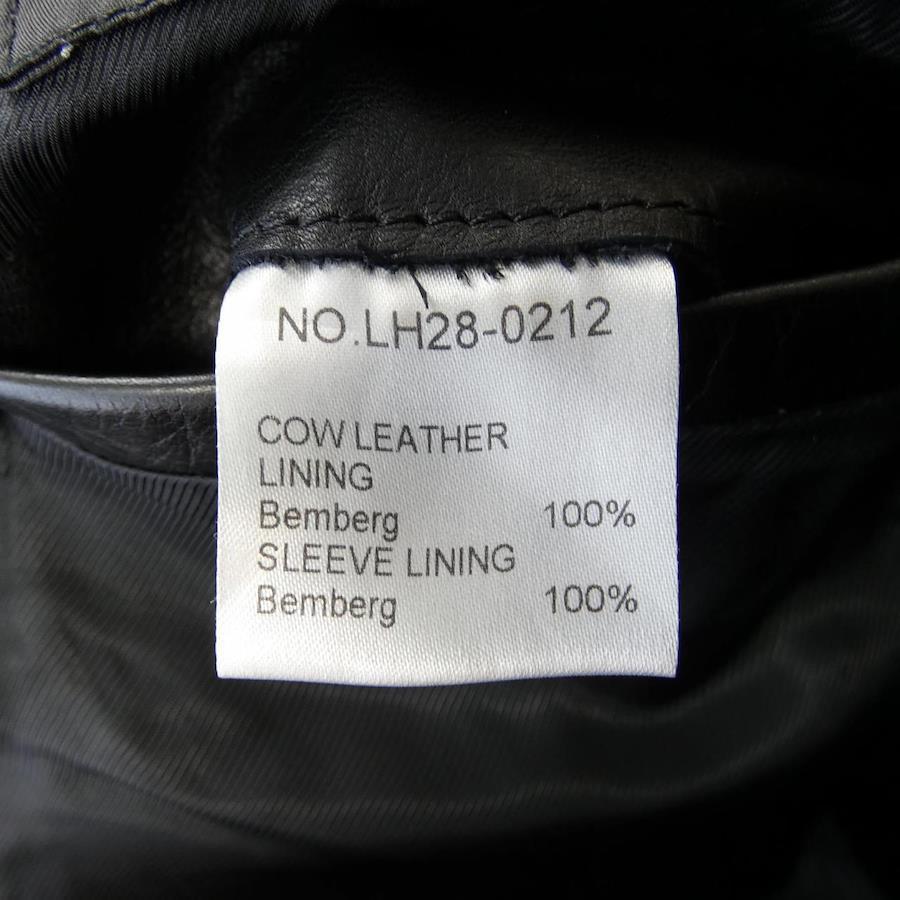 NO.LH28-0212
COW LEATHER
LINING
Bemberg 100%
SLEEVE LINING
Bemberg 100%